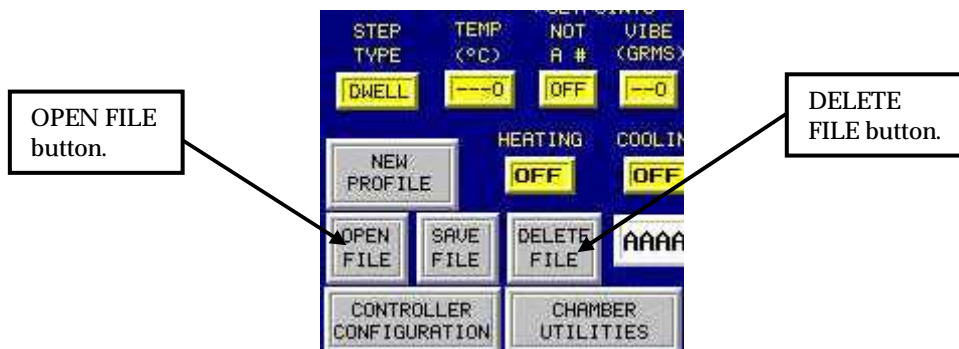 STEP TEMP NOT VIBE
TYPE (°C) A # (GRMS)
DWELL ---0 OFF --0
OPEN FILE
button.
DELETE
FILE button.
HEATING COOLIN
NEW
PROFILE
OFF OFF
OPEN
FILE
SAVE
FILE
DELETE
FILE
AAAA
CONTROLLER
CONFIGURATION
CHAMBER
UTILITIES